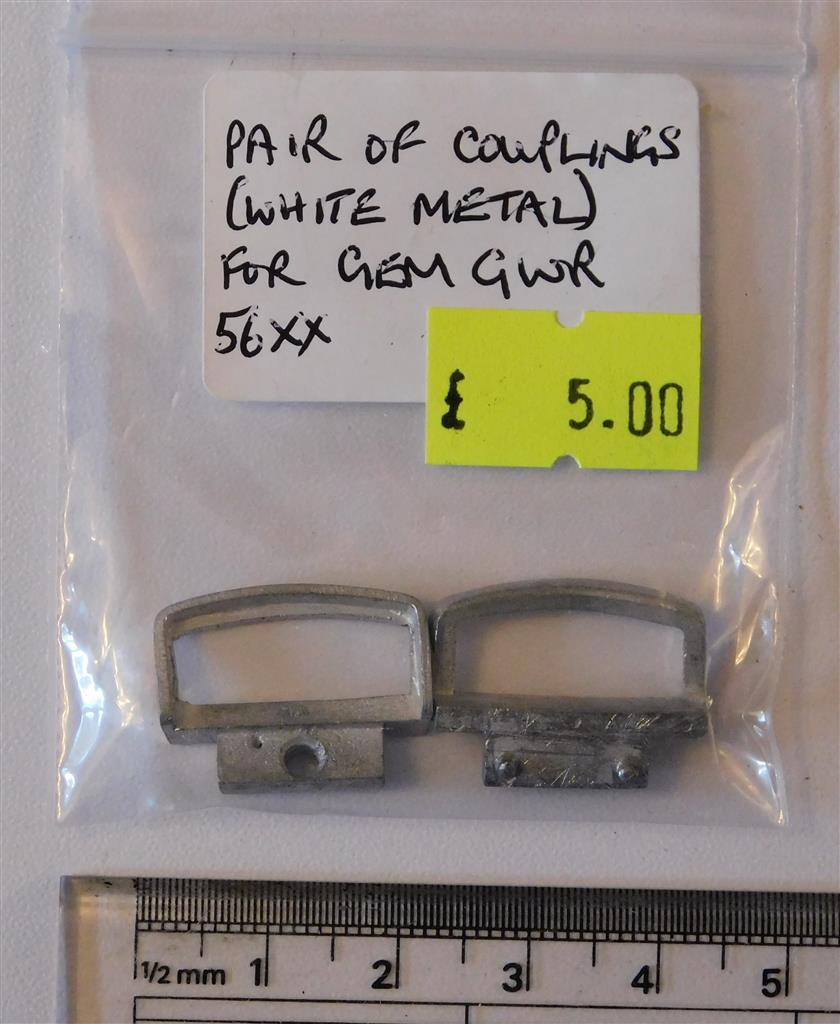 PAIR OF COUPLINGS
(WHITE METAL)
FOR GEM GWR
56XX
£ 5.00
1/2 mm 1 2 3 4 5